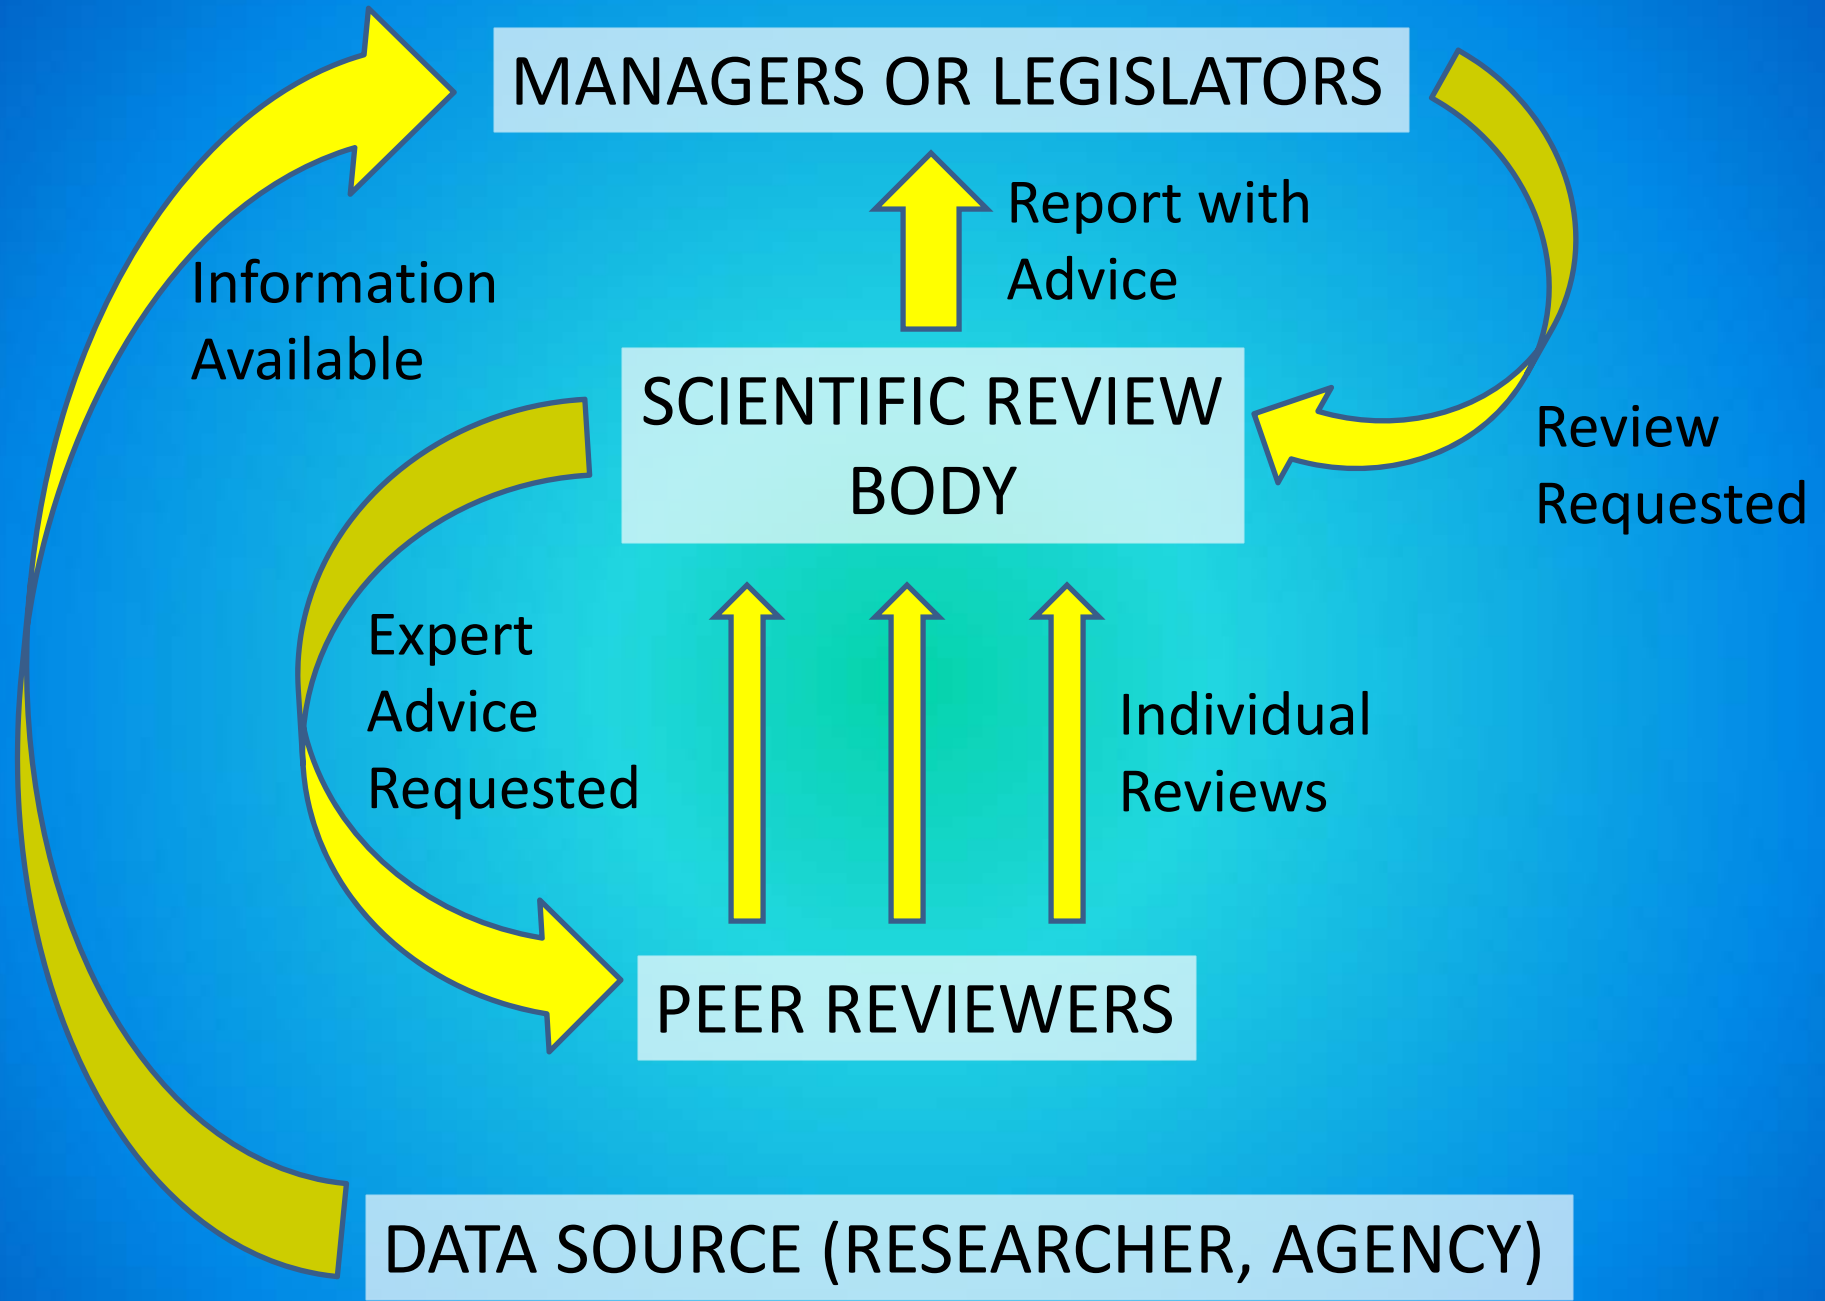 MANAGERS OR LEGISLATORS
Report with
Advice
Information
Available
SCIENTIFIC REVIEW
BODY
Review
Requested
Expert
Advice
Requested
Individual
Reviews
PEER REVIEWERS
DATA SOURCE (RESEARCHER, AGENCY)